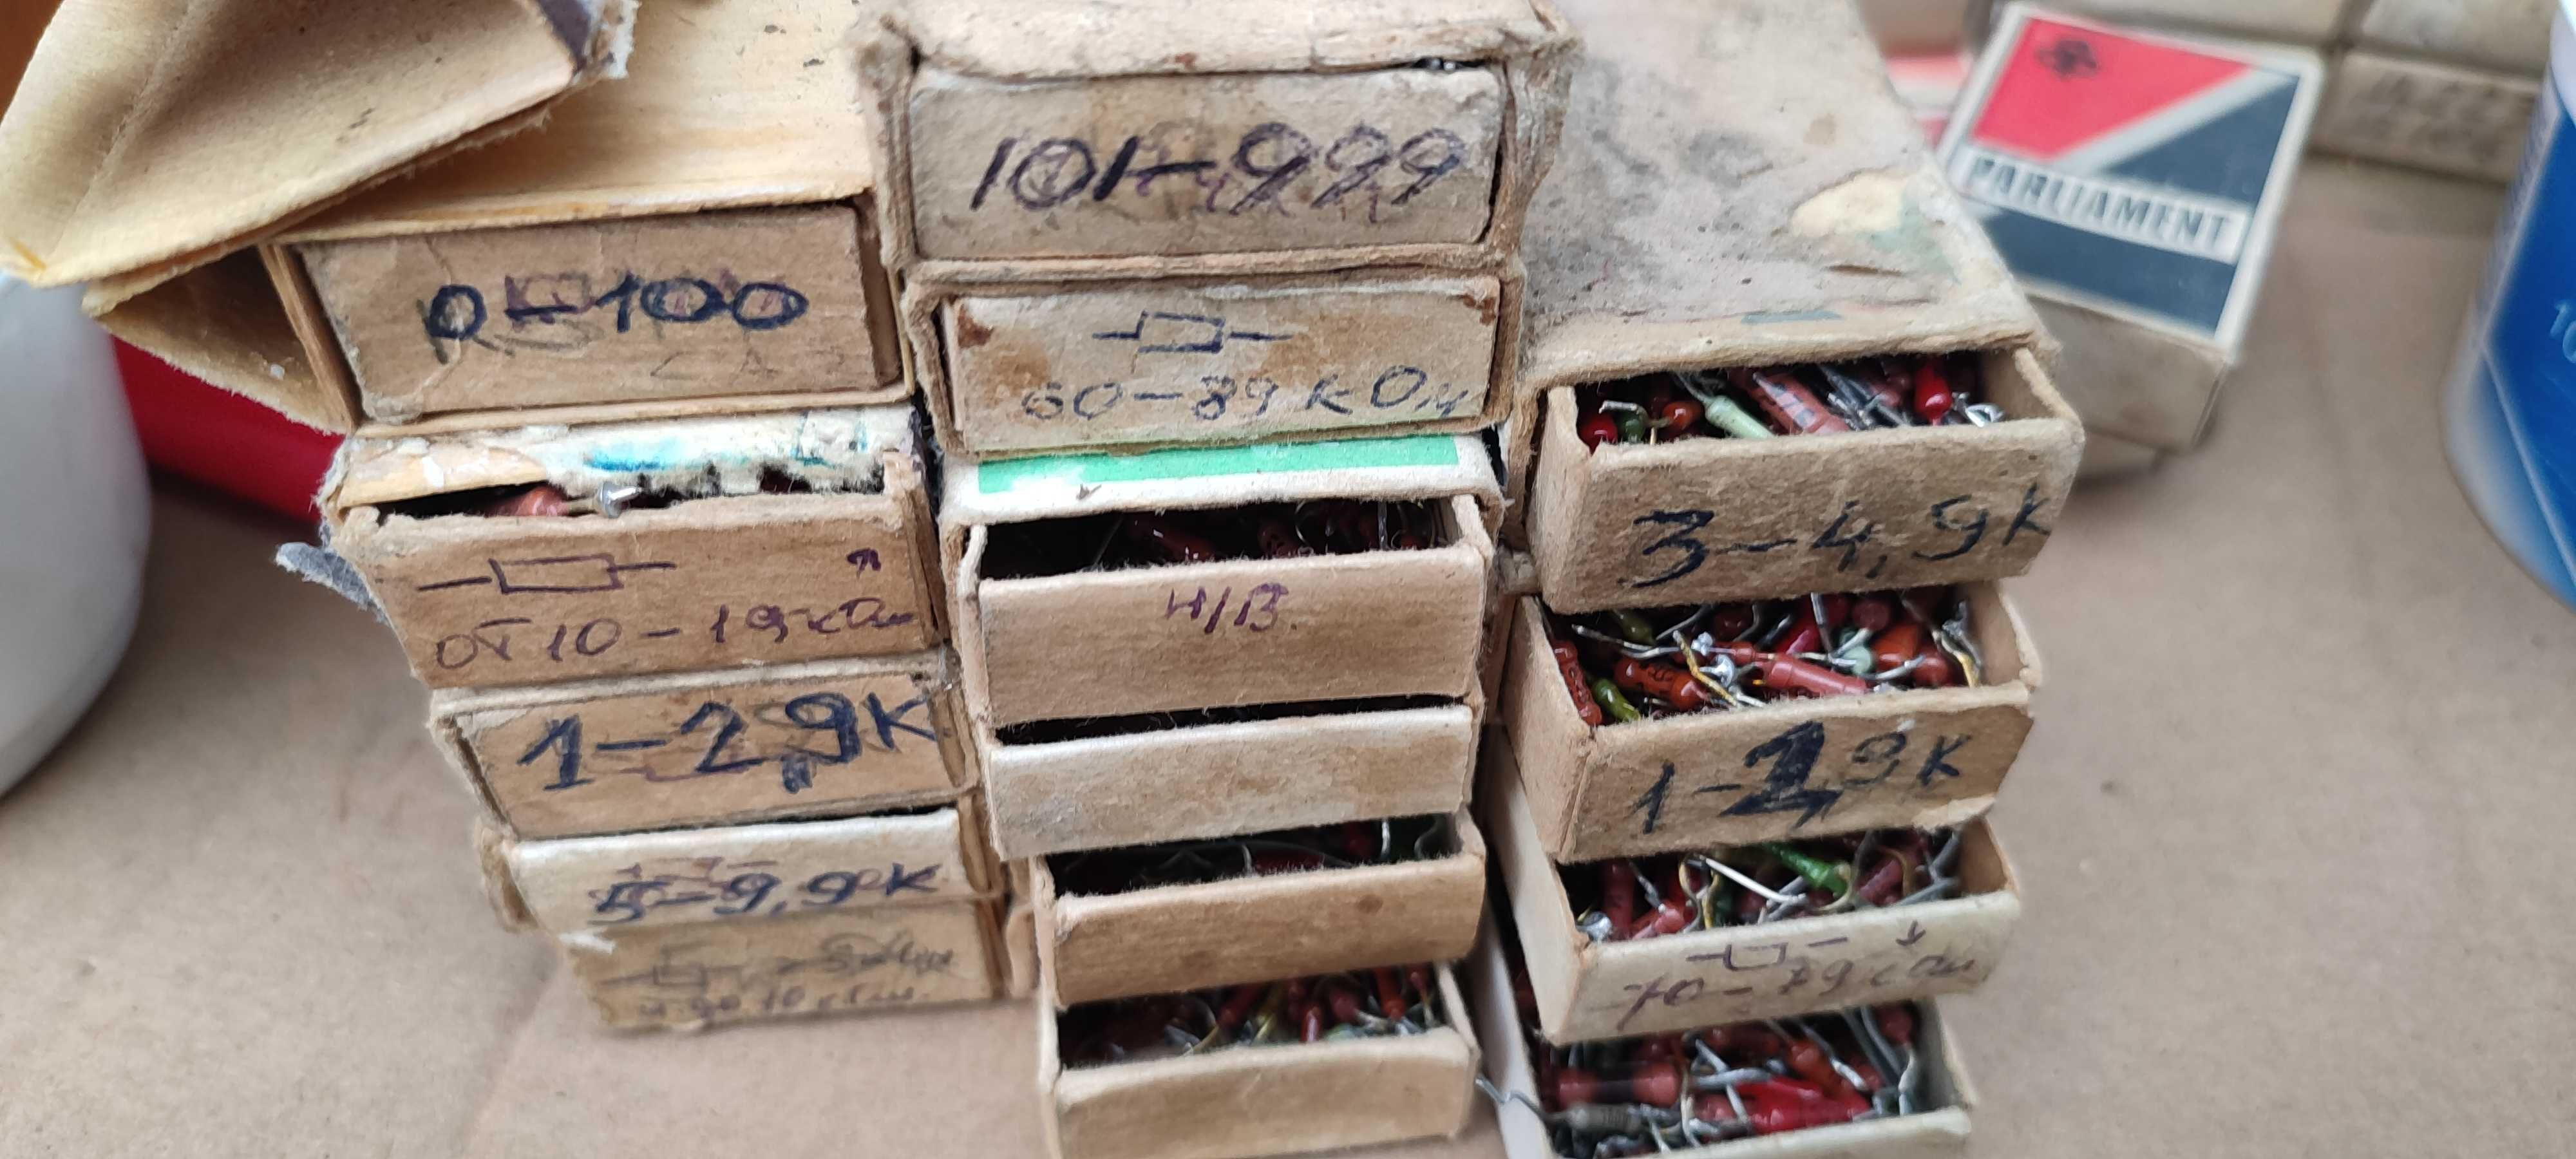 101-999
0-100
60-89 кОм
3-4,9К
от 10-19 кОм
Н/В.
1-2,9К
1-2,9К
5-9,9К
70-79 кОм
PARLIAMENT